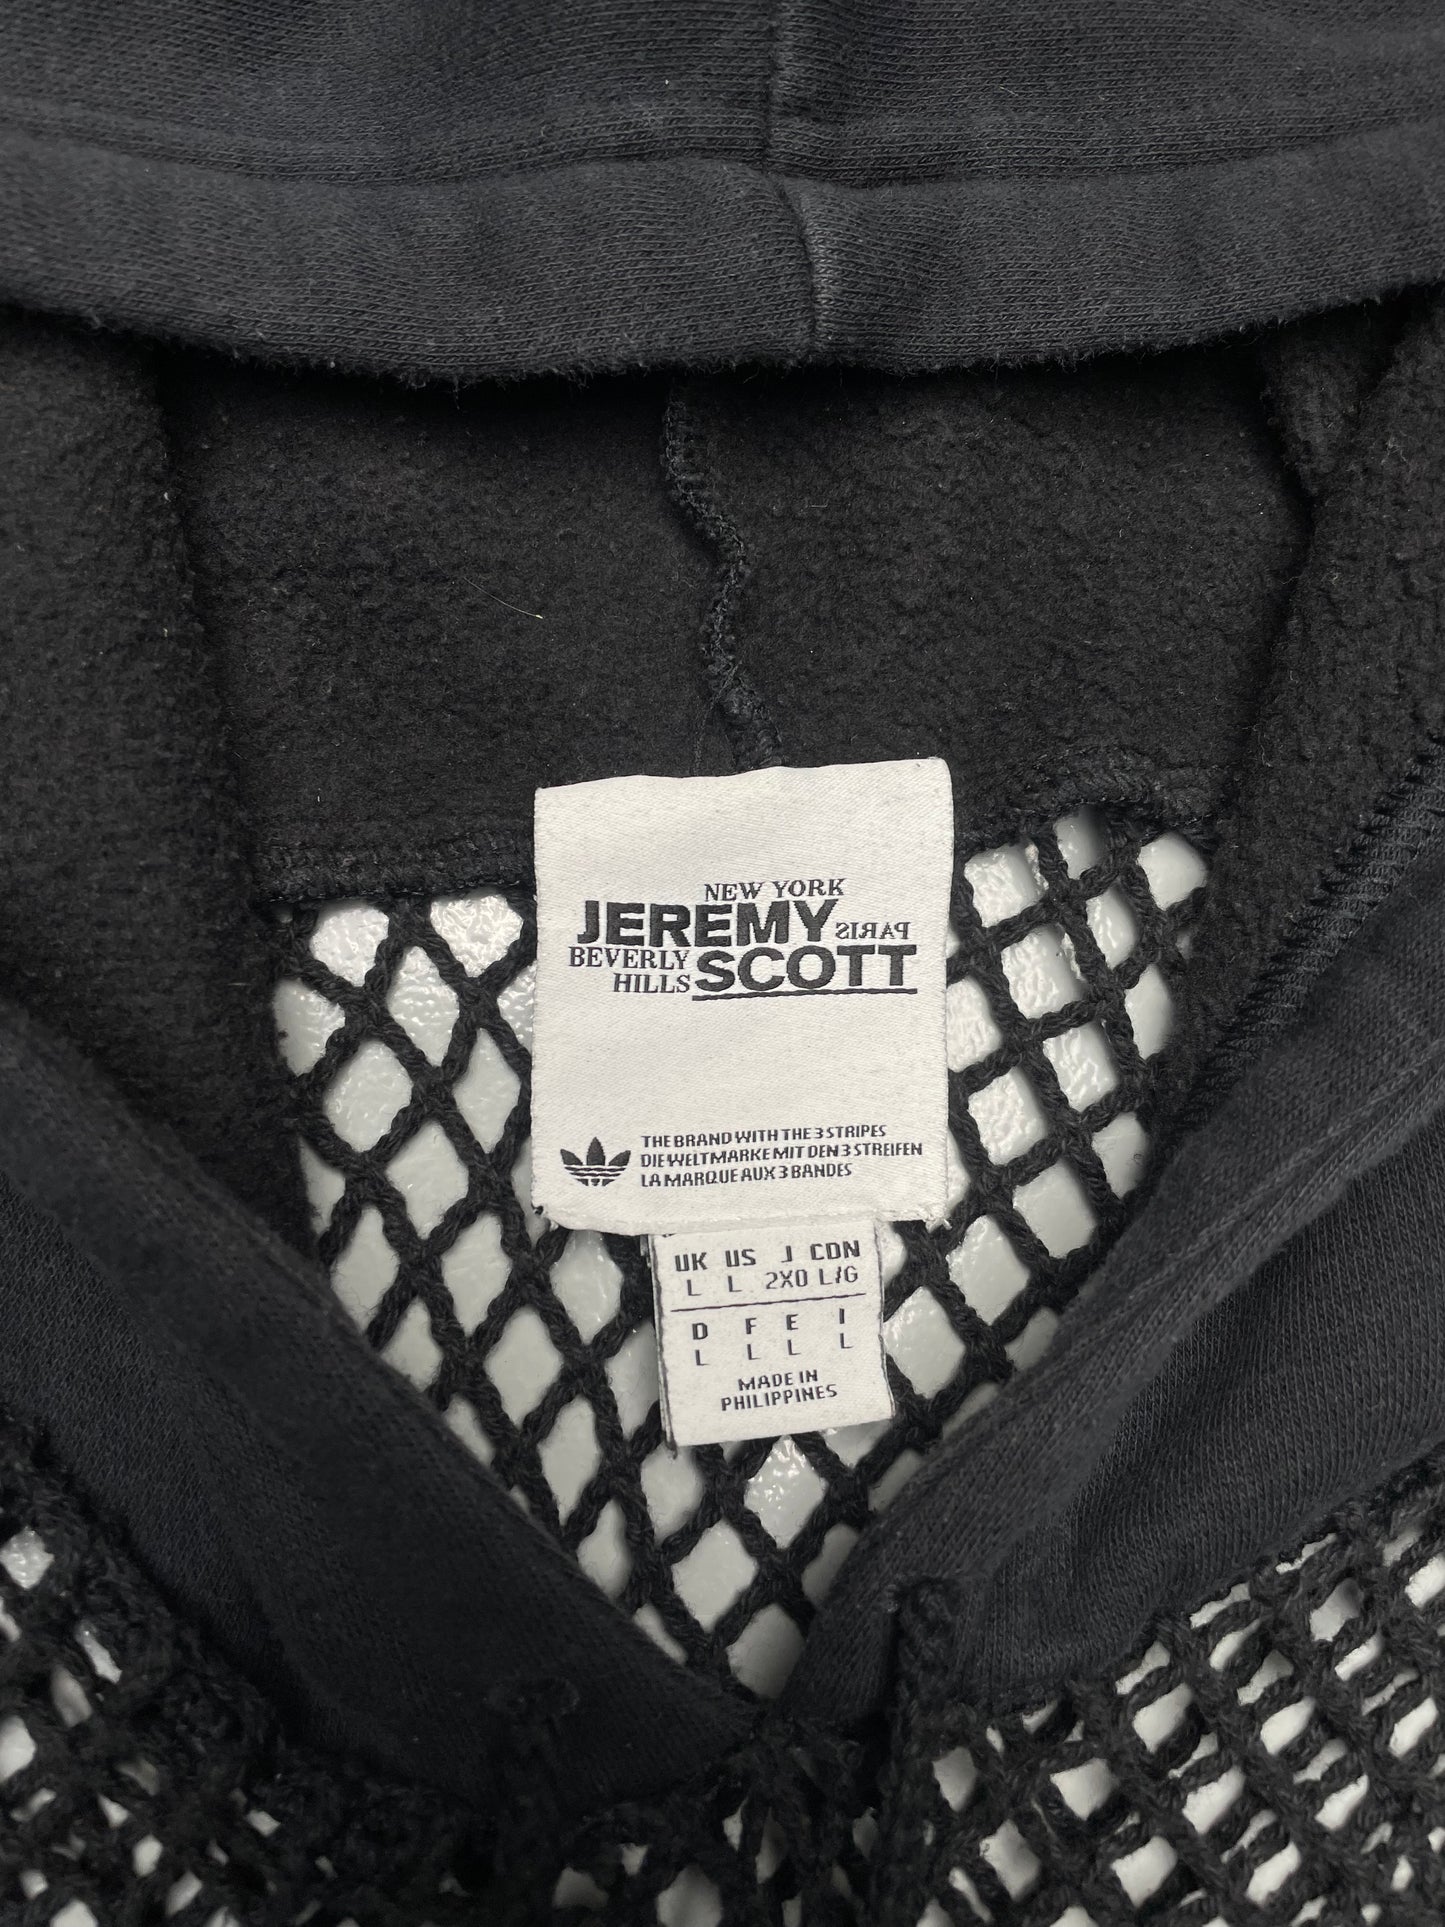 NEW YORK
JEREMY PARIS
BEVERLY SCOTT
HILLS
THE BRAND WITH THE 3 STRIPES
DIE WELTMARKE MIT DEN 3 STREIFEN
LA MARQUE AUX 3 BANDES
UK US J CDN
L L 2XO L/G
D F E I
L L L L
MADE IN
PHILIPPINES